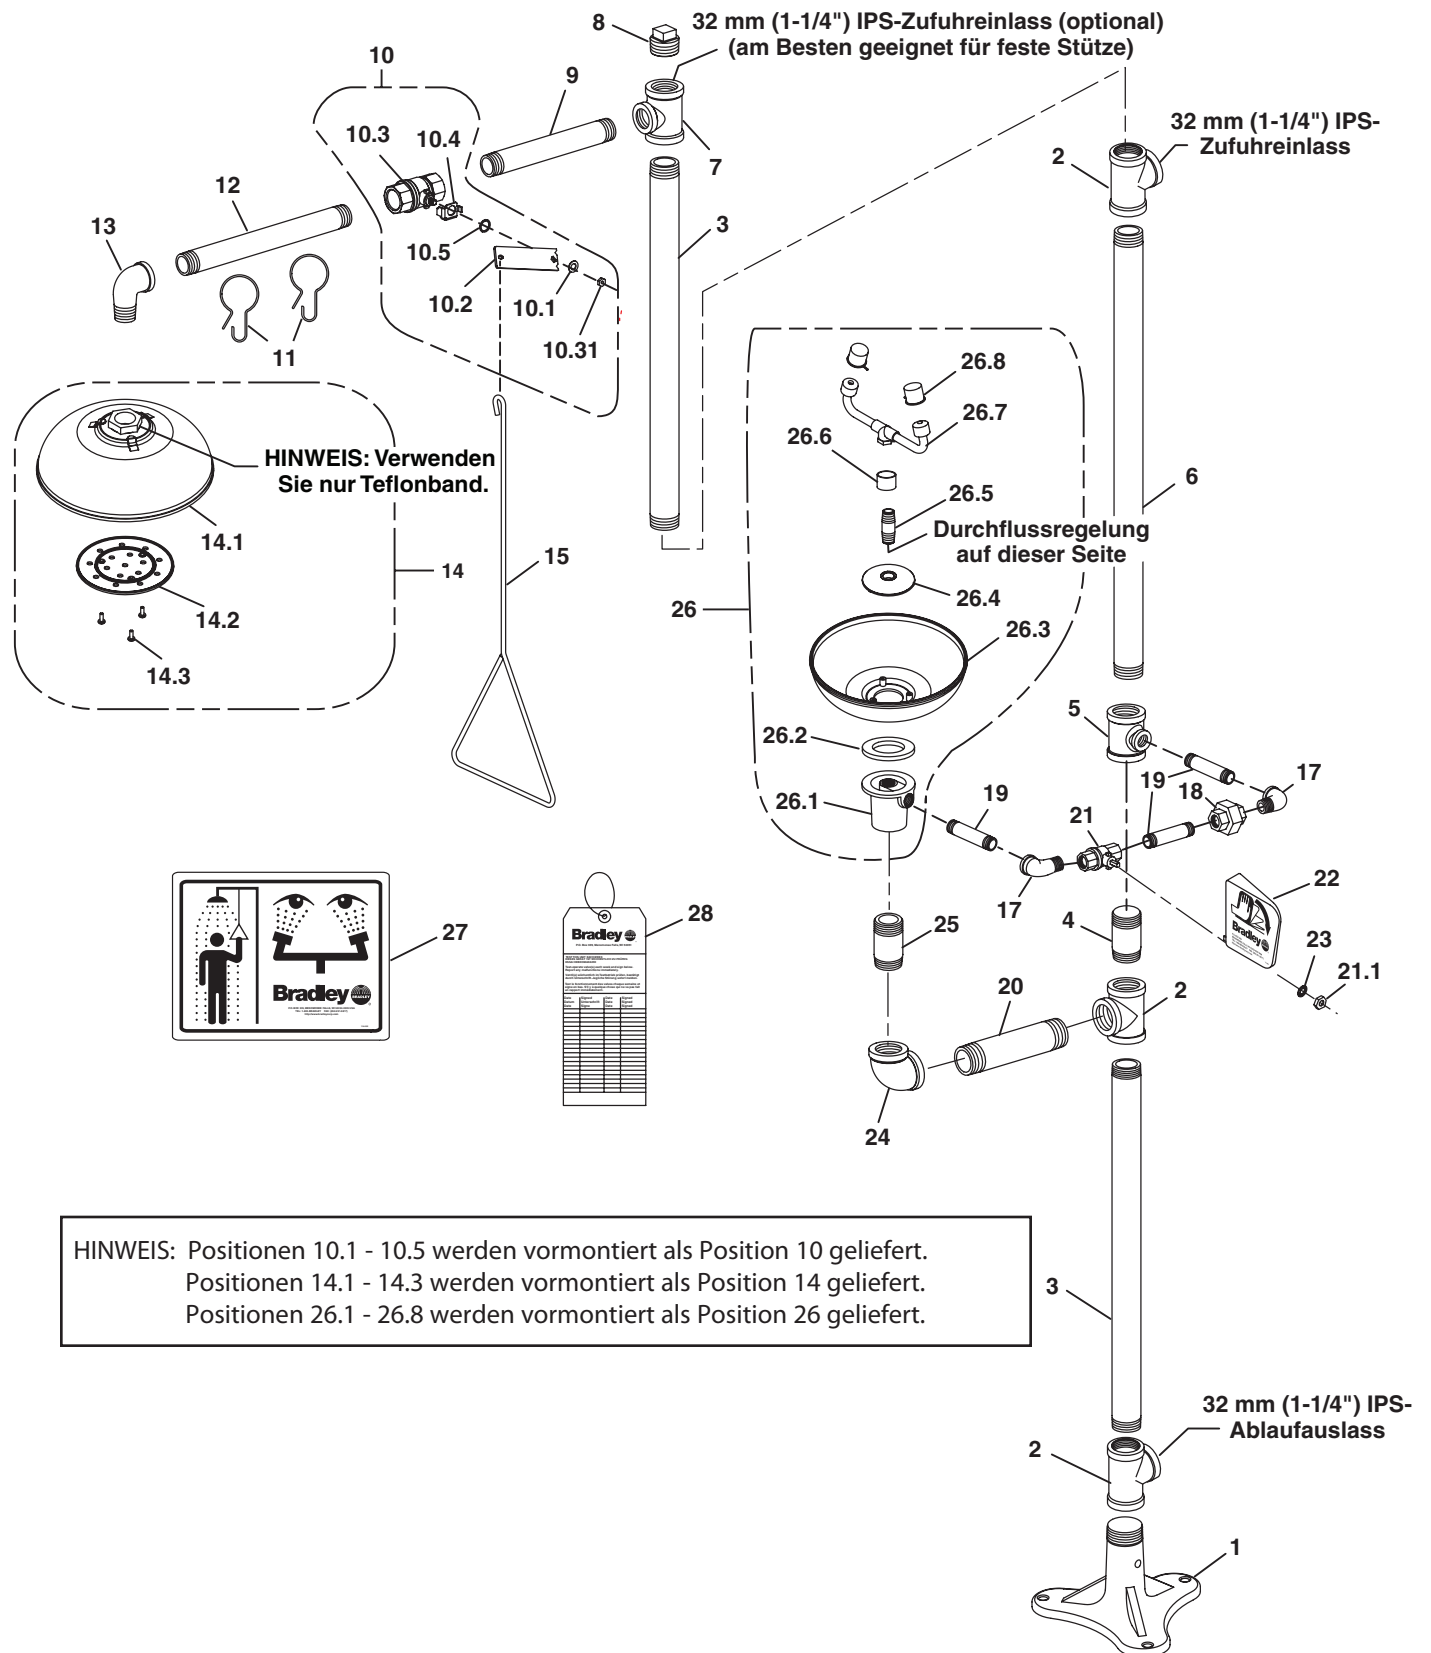 8
32 mm (1-1/4") IPS-Zufuhreinlass (optional)
(am Besten geeignet für feste Stütze)
10
9
10.3
10.4
7
2
32 mm (1-1/4") IPS-
Zufuhreinlass
12
13
3
10.5
10.2
10.1
10.31
11
26.8
26.7
26.6
HINWEIS: Verwenden
Sie nur Teflonband.
26.5
6
Durchflussregelung
auf dieser Seite
14.1
15
14
26.4
26
14.2
26.3
14.3
5
26.2
19
17
18
26.1
19
21
22
17
28
25
4
27
23
21.1
Bradley
Bradley
Bradley
BRADLEY
20
2
24
HINWEIS: Positionen 10.1 - 10.5 werden vormontiert als Position 10 geliefert.
Positionen 14.1 - 14.3 werden vormontiert als Position 14 geliefert.
Positionen 26.1 - 26.8 werden vormontiert als Position 26 geliefert.
3
32 mm (1-1/4") IPS-
Ablaufauslass
2
1